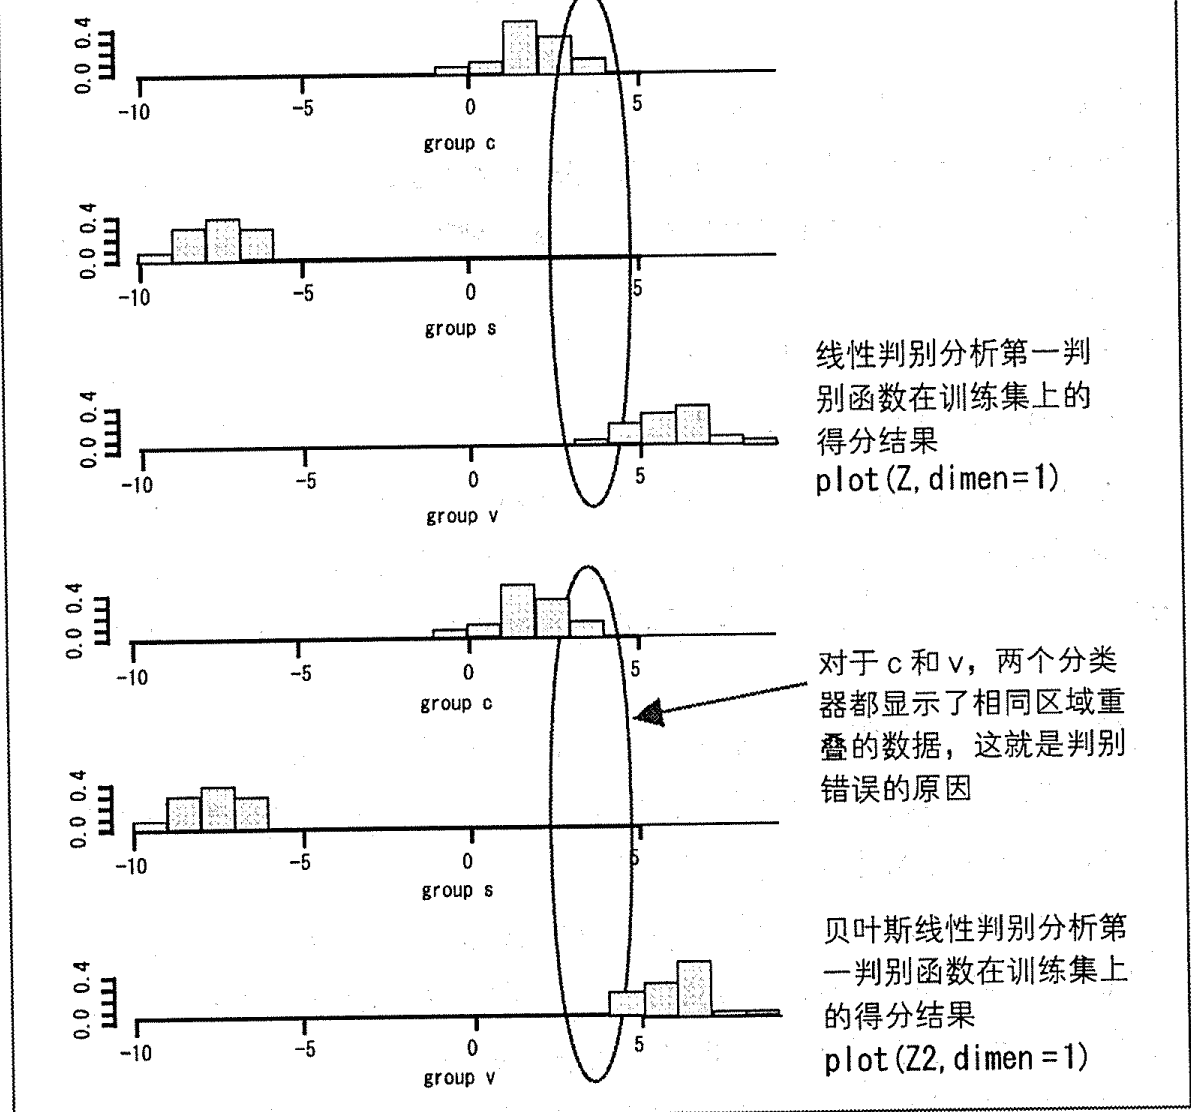 0.0 0.4
-10 -5 0 5
group c
0.0 0.4
-10 -5 0 5
group s
线性判别分析第一判
别函数在训练集上的
得分结果
plot(Z,dimen=1)
0.0 0.4
-10 -5 0 5
group v
0.0 0.4
-10 -5 0 5
group c
对于 c 和 v，两个分类
器都显示了相同区域重
叠的数据，这就是判别
错误的原因
0.0 0.4
-10 -5 0 5
group s
贝叶斯线性判别分析第
一判别函数在训练集上
的得分结果
plot(Z2,dimen =1)
0.0 0.4
-10 -5 0 5
group v